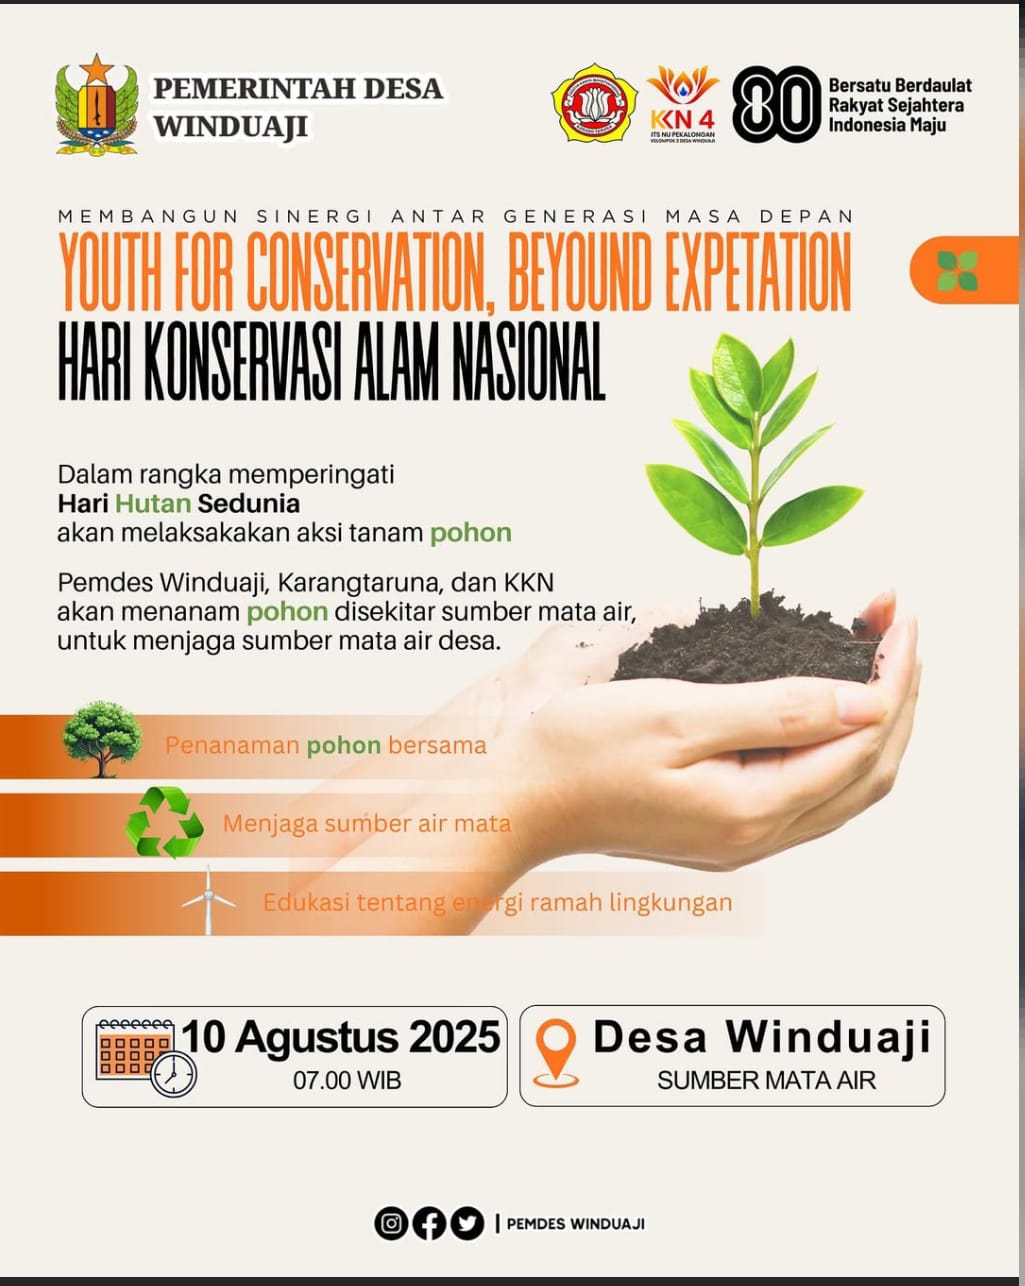 PEMERINTAH DESA
WINDUAJI
KKN 4
ITS NU PEKALONGAN
KELOMPOK 2 DESA WINDUAJI
80
Bersatu Berdaulat
Rakyat Sejahtera
Indonesia Maju
MEMBANGUN SINERGI ANTAR GENERASI MASA DEPAN
YOUTH FOR CONSERVATION, BEYOUND EXPETATION
HARI KONSERVASI ALAM NASIONAL
Dalam rangka memperingati
Hari Hutan Sedunia
akan melaksakakan aksi tanam pohon
Pemdes Winduaji, Karangtaruna, dan KKN
akan menanam pohon disekitar sumber mata air,
untuk menjaga sumber mata air desa.
Penanaman pohon bersama
Menjaga sumber air mata
Edukasi tentang energi ramah lingkungan
10 Agustus 2025
07.00 WIB
Desa Winduaji
SUMBER MATA AIR
| PEMDES WINDUAJI